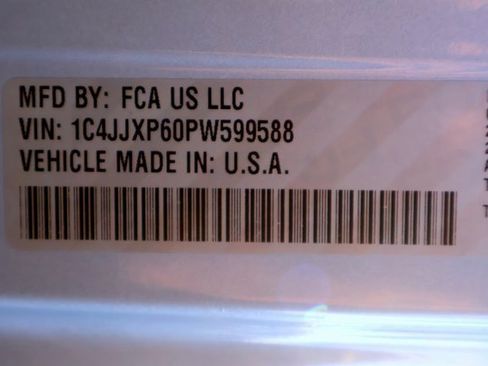 MFD BY: FCA US LLC
VIN: 1C4JJXP60PW599588
VEHICLE MADE IN: U.S.A.